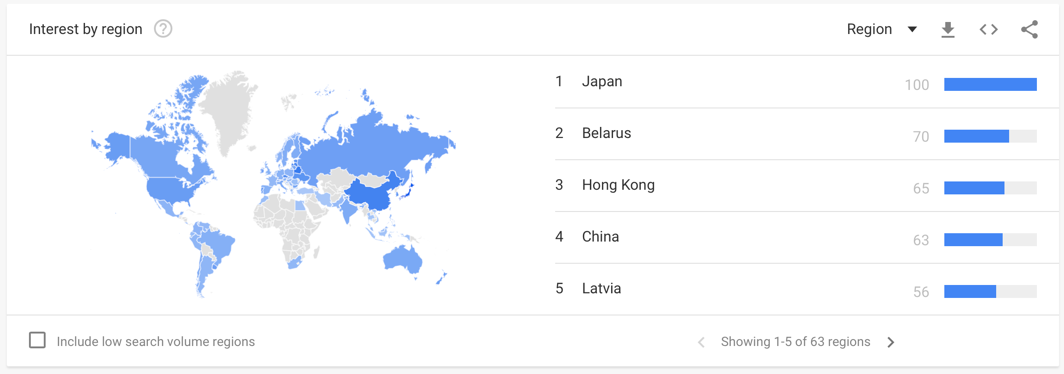 Interest by region
Region
1 Japan 100
2 Belarus 70
3 Hong Kong 65
4 China 63
5 Latvia 56
Include low search volume regions
Showing 1-5 of 63 regions